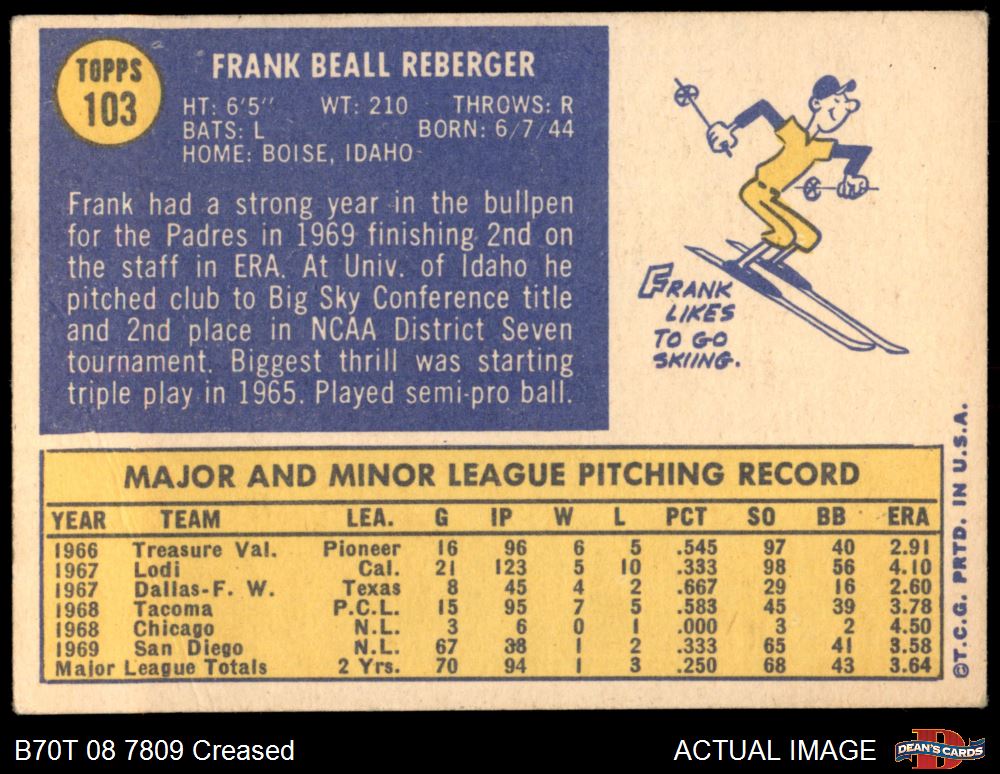 TOPPS
103
FRANK BEALL REBERGER
HT: 6'5" WT: 210 THROWS: R
BATS: L BORN: 6/7/44
HOME: BOISE, IDAHO
Frank had a strong year in the bullpen
for the Padres in 1969 finishing 2nd on
the staff in ERA. At Univ. of Idaho he
pitched club to Big Sky Conference title
and 2nd place in NCAA District Seven
tournament. Biggest thrill was starting
triple play in 1965. Played semi-pro ball.
FRANK
LIKES
TO GO
SKIING.
MAJOR AND MINOR LEAGUE PITCHING RECORD
YEAR TEAM LEA. G IP W L PCT SO BB ERA
1966 Treasure Val. Pioneer 16 96 6 5 .545 97 40 2.91
1967 Lodi Cal. 21 123 5 10 .333 98 56 4.10
1967 Dallas-F. W. Texas 8 45 4 2 .667 29 16 2.60
1968 Tacoma P.C.L. 15 95 7 5 .583 45 39 3.78
1968 Chicago N.L. 3 6 0 1 .000 3 2 4.50
1969 San Diego N.L. 67 38 1 2 .333 65 41 3.58
Major League Totals 2 Yrs. 70 94 1 3 .250 68 43 3.64
©T.C.G. PRTD. IN U.S.A.
B70T 08 7809 Creased
ACTUAL IMAGE
D
DEAN'S CARDS